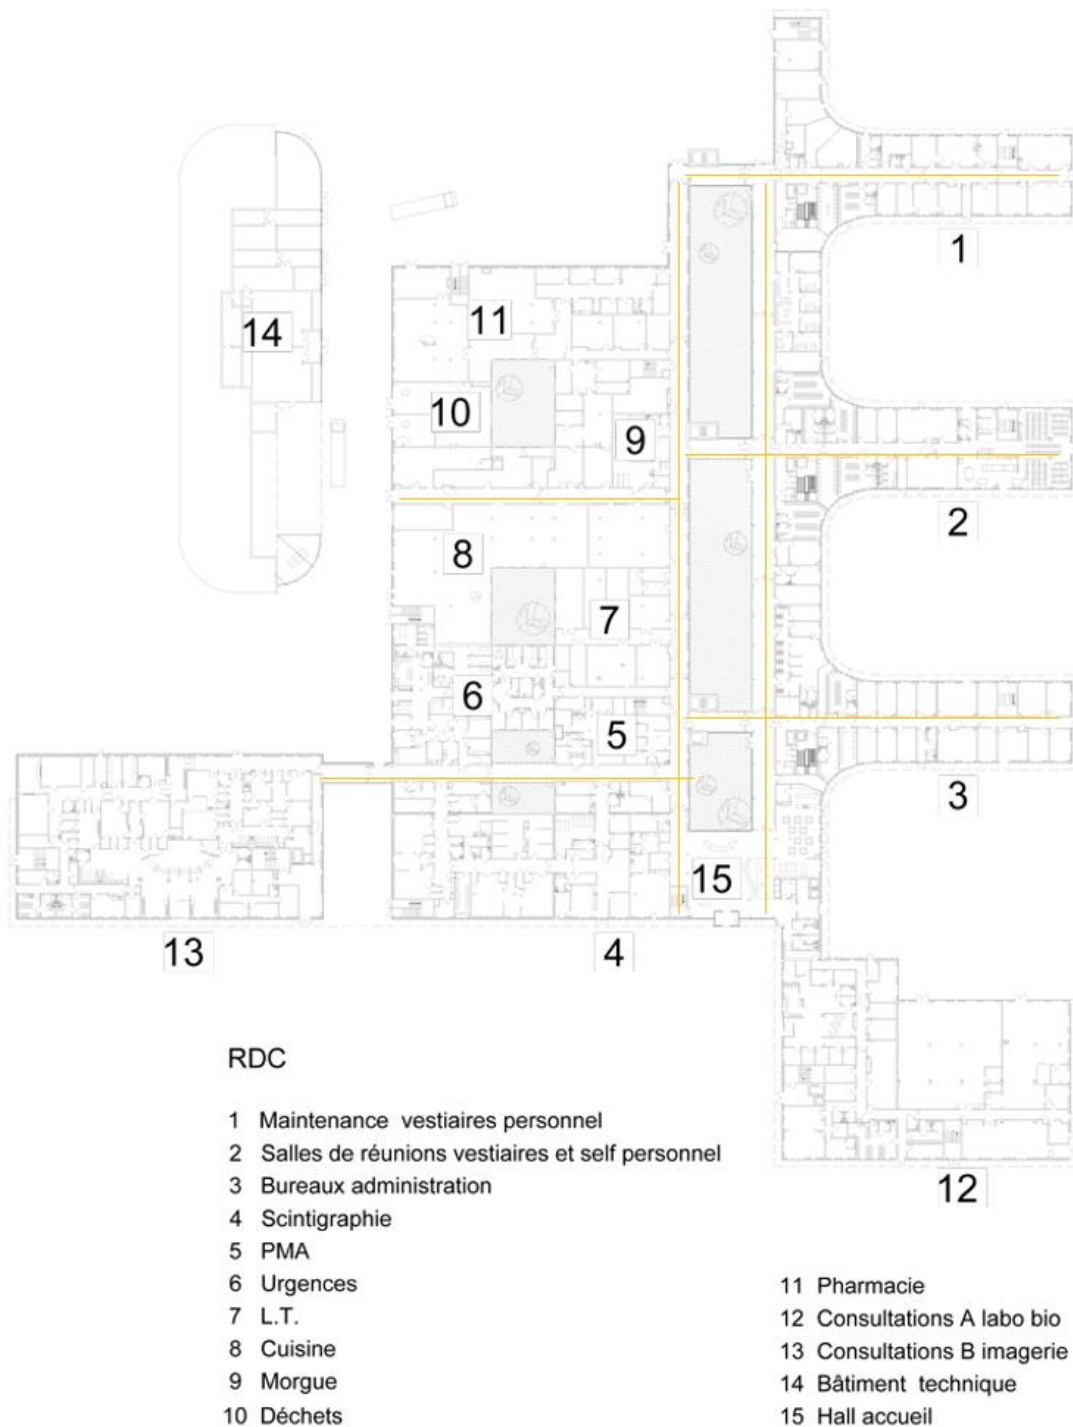 1
11
14
10
9
2
8
7
6
5
3
15
13
4
RDC
12
1 Maintenance vestiaires personnel
2 Salles de réunions vestiaires et self personnel
3 Bureaux administration
4 Scintigraphie
5 PMA
6 Urgences
7 L.T.
8 Cuisine
9 Morgue
10 Déchets
11 Pharmacie
12 Consultations A labo bio
13 Consultations B imagerie
14 Bâtiment technique
15 Hall accueil